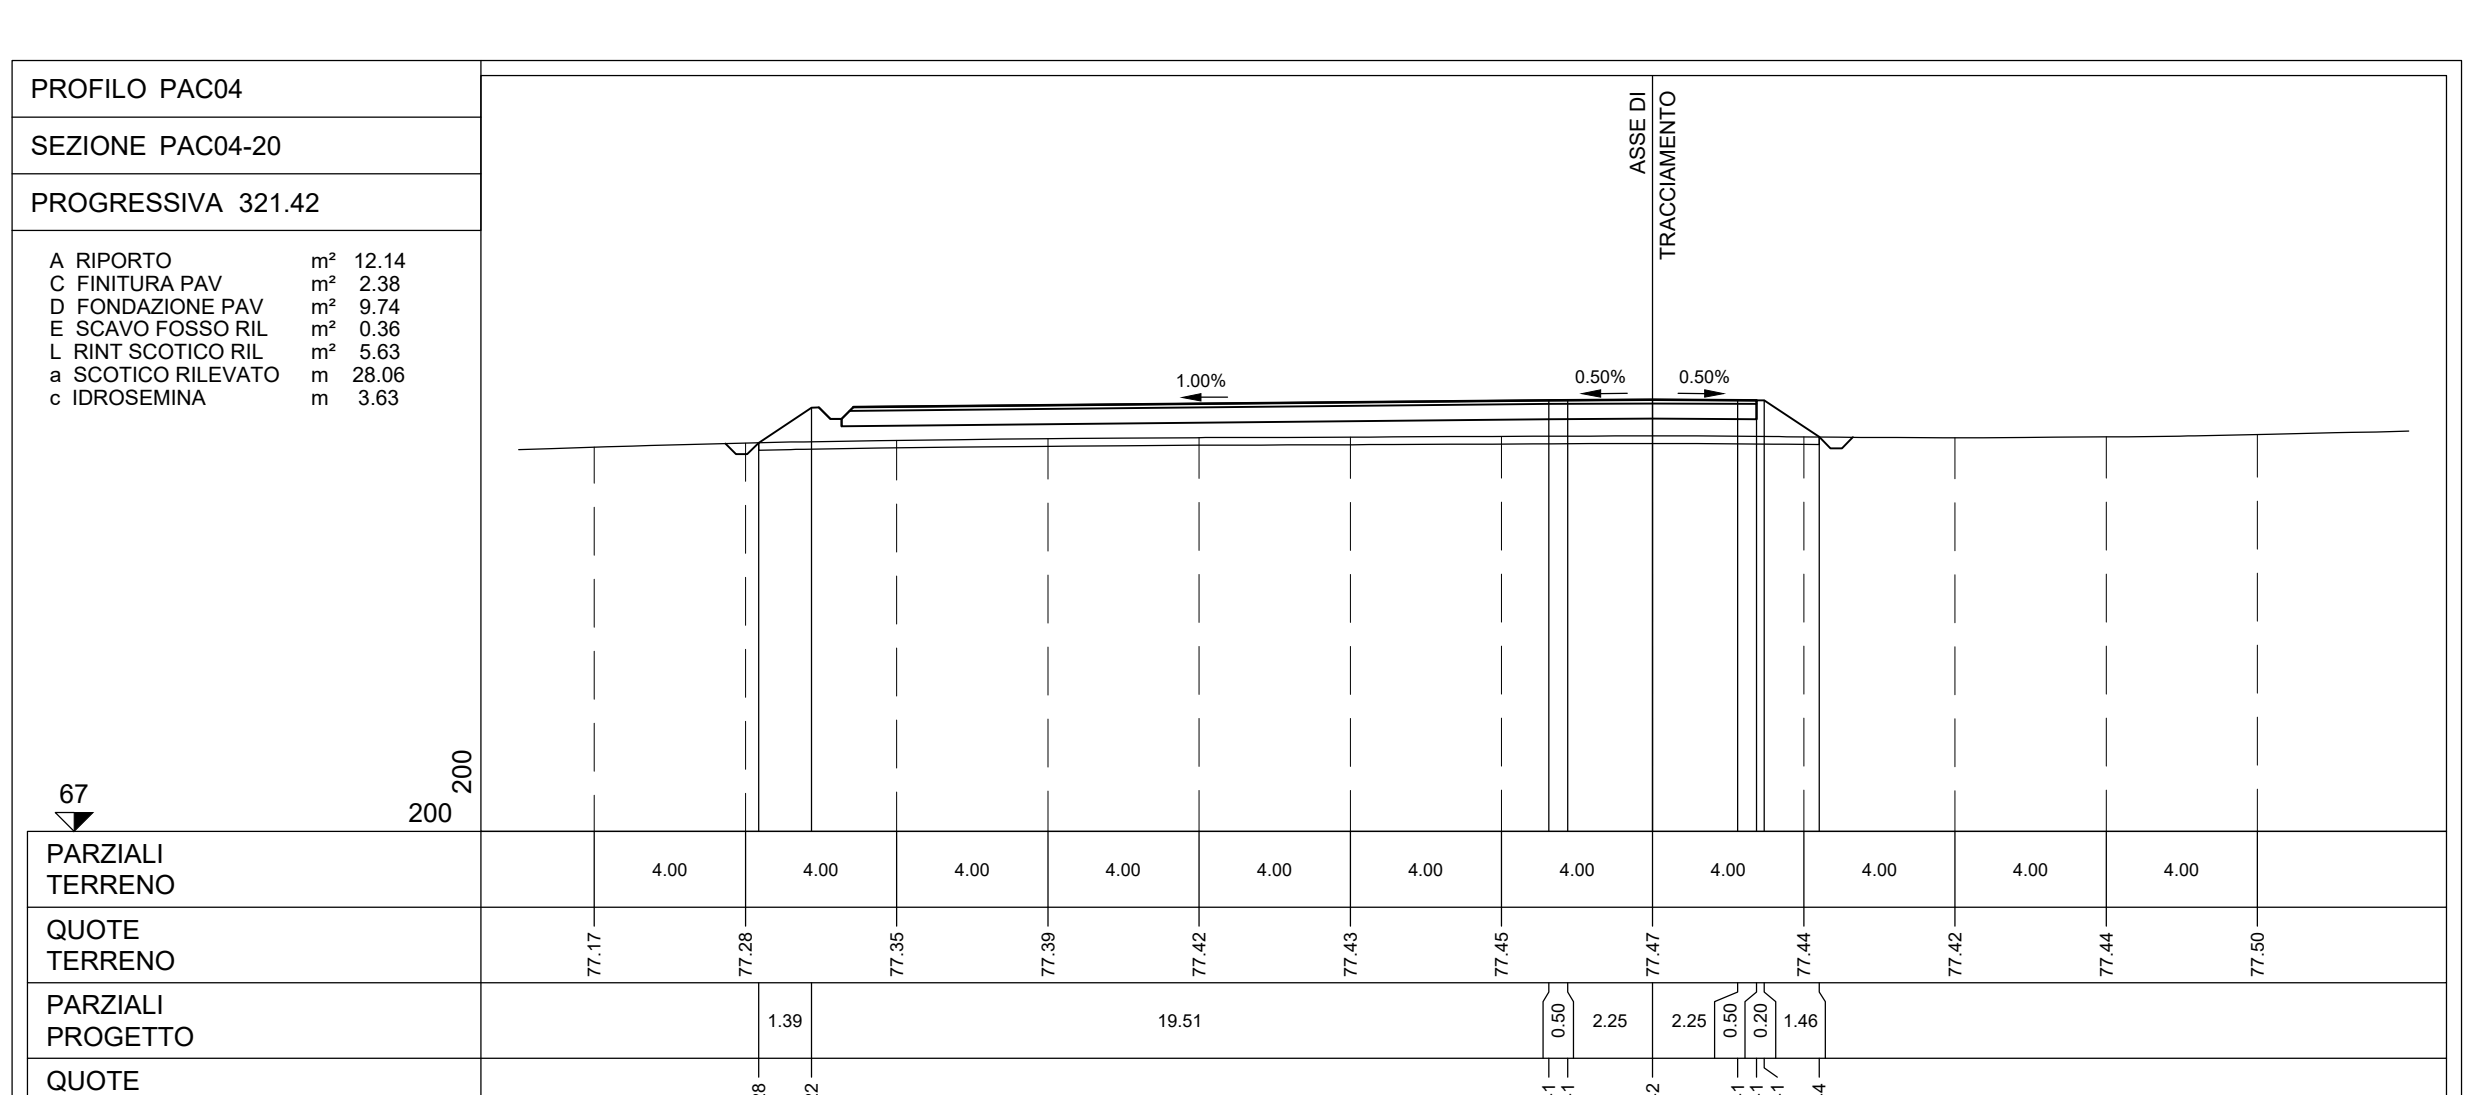 PROFILO PAC04
SEZIONE PAC04-20
PROGRESSIVA 321.42
A RIPORTO m² 12.14
C FINITURA PAV m² 2.38
D FONDAZIONE PAV m² 9.74
E SCAVO FOSSO RIL m² 0.36
L RINT SCOTICO RIL m² 5.63
a SCOTICO RILEVATO m 28.06
c IDROSEMINA m 3.63
ASSE DI
TRACCIAMENTO
1.00%
0.50%
0.50%
200
67
200
PARZIALI
TERRENO
4.00 4.00 4.00 4.00 4.00 4.00 4.00 4.00 4.00 4.00 4.00
QUOTE
TERRENO
77.17 77.28 77.35 77.39 77.42 77.43 77.45 77.47 77.44 77.42 77.44 77.50
PARZIALI
PROGETTO
1.39 19.51 0.50 2.25 2.25 0.50 0.20 1.46
QUOTE